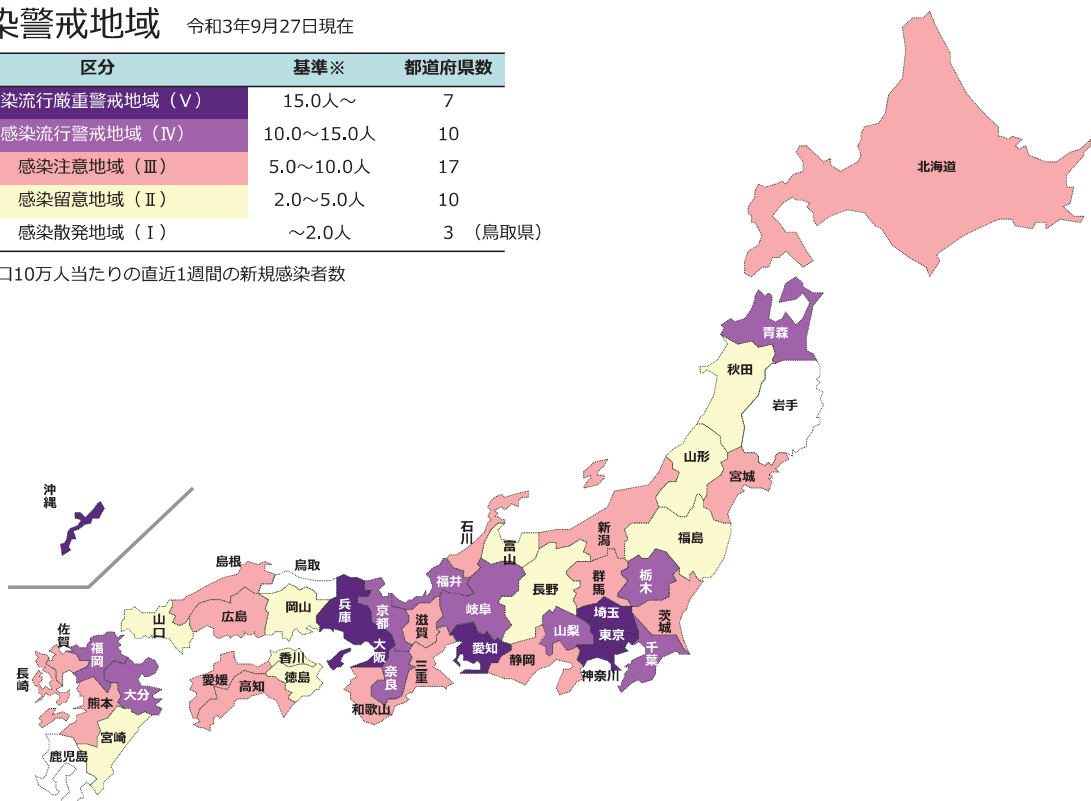 染警戒地域 令和3年9月27日現在
区分 基準※ 都道府県数
染流行厳重警戒地域（Ⅴ） 15.0人～ 7
感染流行警戒地域（Ⅳ） 10.0～15.0人 10
感染注意地域（Ⅲ） 5.0～10.0人 17
感染留意地域（Ⅱ） 2.0～5.0人 10
感染散発地域（Ⅰ） ～2.0人 3 （鳥取県）
口10万人当たりの直近1週間の新規感染者数
北海道
青森
秋田
岩手
山形
宮城
沖縄
石川
新潟
福島
富山
島根
鳥取
福井
長野
群馬
栃木
岡山
兵庫
京都
岐阜
埼玉
茨城
広島
山口
滋賀
山梨
東京
佐賀
福岡
大阪
愛知
千葉
香川
静岡
三重
神奈川
長崎
愛媛
高知
徳島
奈良
大分
熊本
和歌山
宮崎
鹿児島